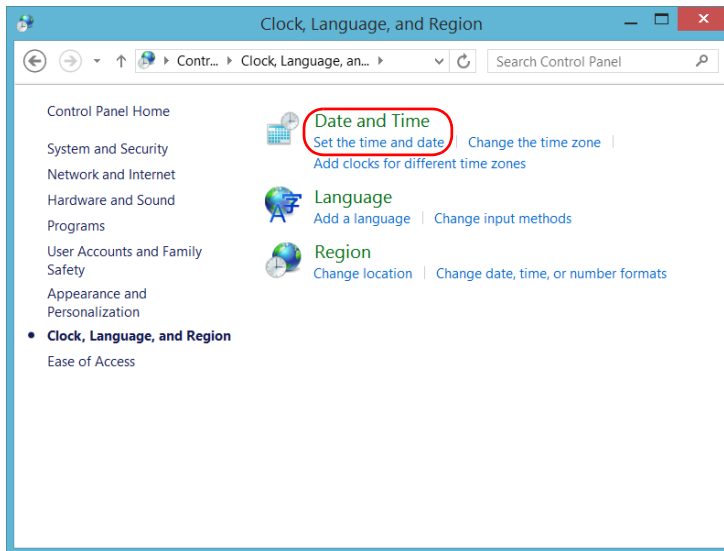 Clock, Language, and Region
Contr... Clock, Language, an...
Search Control Panel
Control Panel Home
System and Security
Network and Internet
Hardware and Sound
Programs
User Accounts and Family
Safety
Appearance and
Personalization
Clock, Language, and Region
Ease of Access
Date and Time
Set the time and date
Change the time zone
Add clocks for different time zones
Language
Add a language
Change input methods
Region
Change location
Change date, time, or number formats